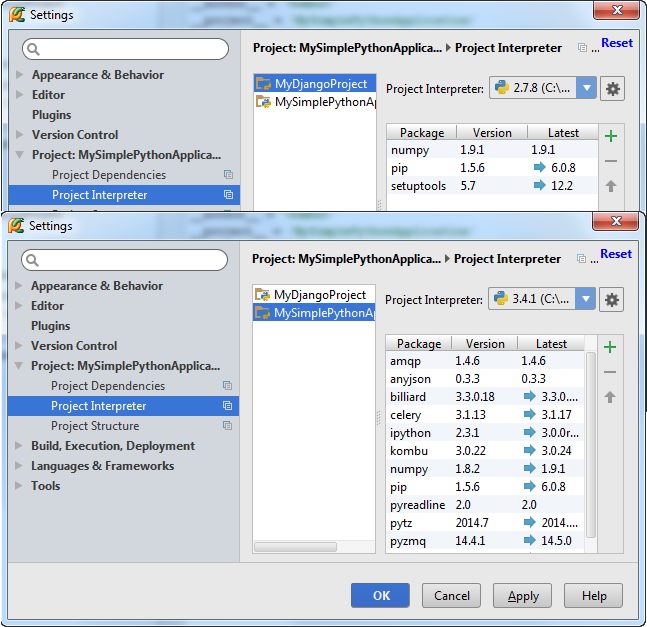 Settings
Project: MySimplePythonApplica... Project Interpreter ... Reset
Appearance & Behavior
Editor
Plugins
Version Control
Project: MySimplePythonApplica...
Project Dependencies
Project Interpreter
MyDjangoProject
MySimplePythonAp
Project Interpreter: 2.7.8 (C:\...
Package Version Latest
numpy 1.9.1 1.9.1
pip 1.5.6 6.0.8
setuptools 5.7 12.2
Settings
Project: MySimplePythonApplica... Project Interpreter ... Reset
Appearance & Behavior
Editor
Plugins
Version Control
Project: MySimplePythonApplica...
Project Dependencies
Project Interpreter
Project Structure
Build, Execution, Deployment
Languages & Frameworks
Tools
MyDjangoProject
MySimplePythonAp
Project Interpreter: 3.4.1 (C:\...
Package Version Latest
amqp 1.4.6 1.4.6
anyjson 0.3.3 0.3.3
billiard 3.3.0.18 3.3.0....
celery 3.1.13 3.1.17
ipython 2.3.1 3.0.0r...
kombu 3.0.22 3.0.24
numpy 1.8.2 1.9.1
pip 1.5.6 6.0.8
pyreadline 2.0 2.0
pytz 2014.7 2014....
pyzmq 14.4.1 14.5.0
OK Cancel Apply Help